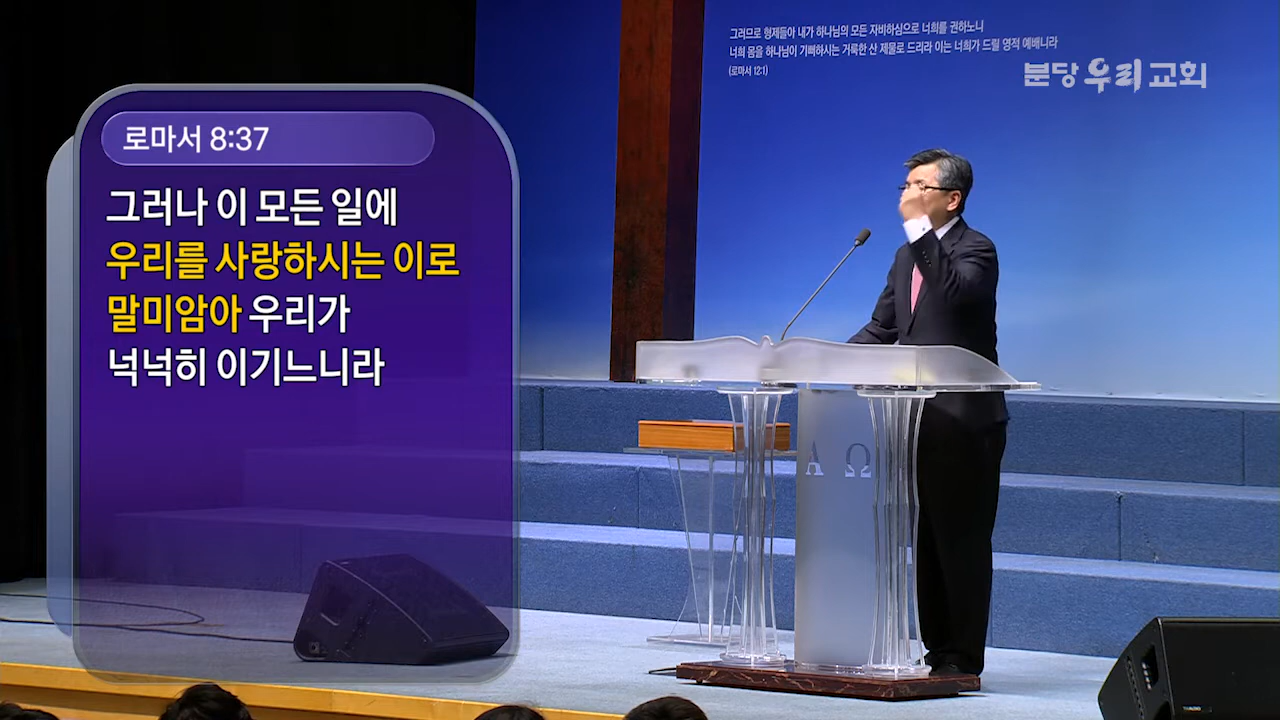 그러므로 형제들아 내가 하나님의 모든 자비하심으로 너희를 권하노니
너희 몸을 하나님이 기뻐하시는 거룩한 산 제물로 드리라 이는 너희가 드릴 영적 예배니라
(로마서 12:1)
분당우리교회
로마서 8:37
그러나 이 모든 일에
우리를 사랑하시는 이로
말미암아 우리가
넉넉히 이기느니라
Α Ω